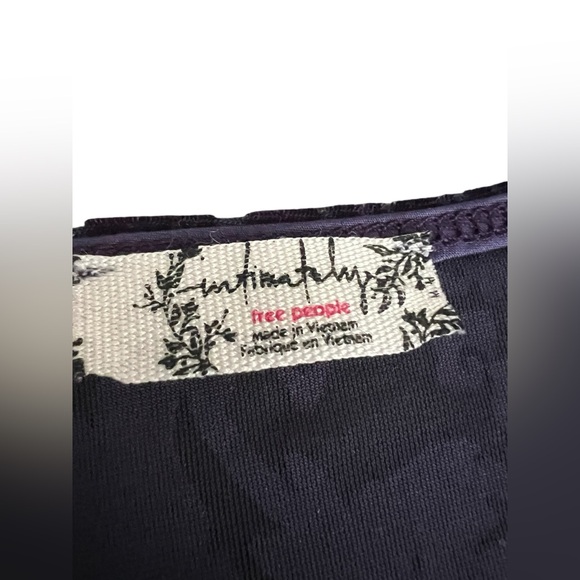 intimately
free people
Made in Vietnam
Fabriqué en Vietnam